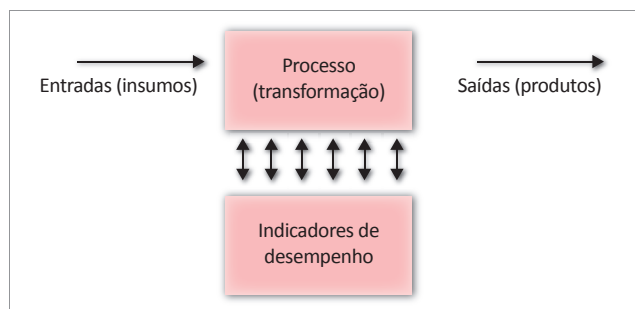 Processo
(transformação)
Entradas (insumos)
Saídas (produtos)
Indicadores de
desempenho